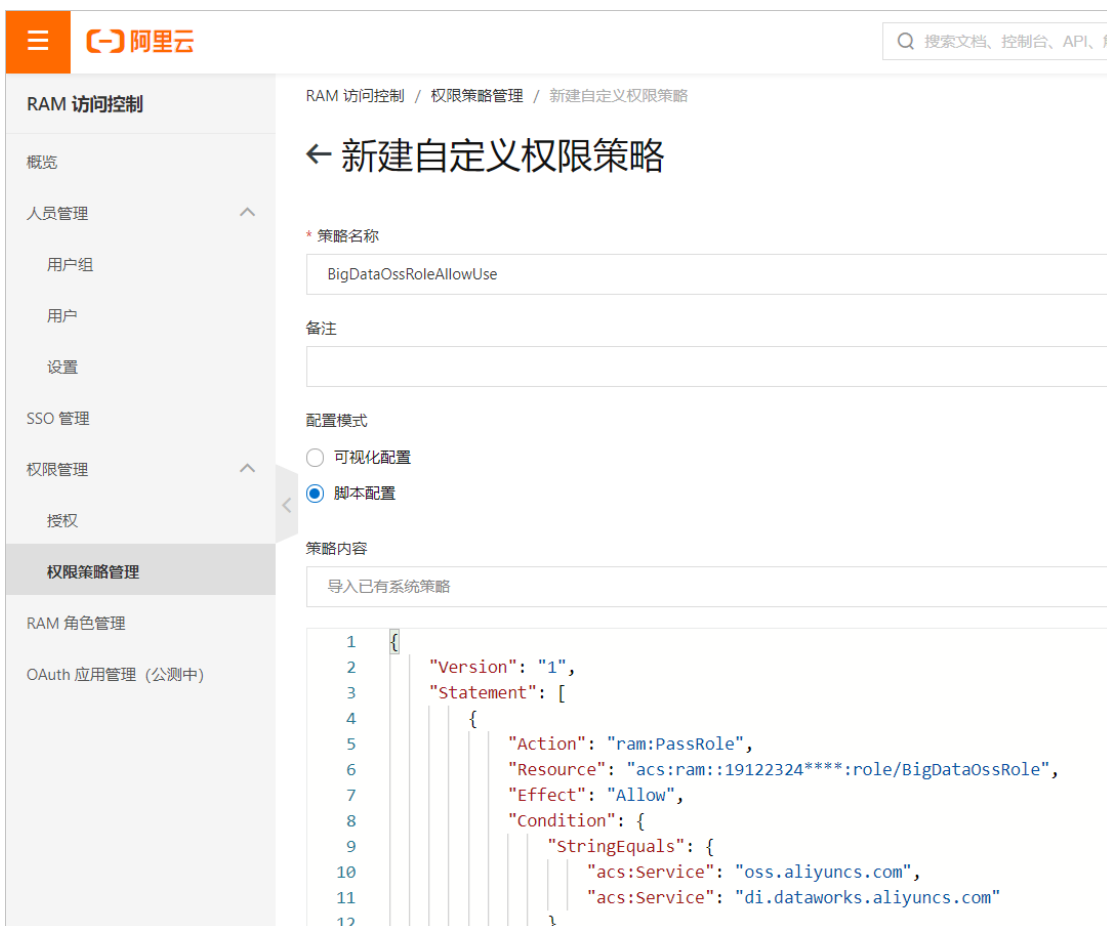 阿里云
搜索文档、控制台、API、
RAM 访问控制
概览
人员管理
用户组
用户
设置
SSO 管理
权限管理
授权
权限策略管理
RAM 角色管理
OAuth 应用管理（公测中）
RAM 访问控制 / 权限策略管理 / 新建自定义权限策略
← 新建自定义权限策略
* 策略名称
BigDataOssRoleAllowUse
备注
配置模式
可视化配置
脚本配置
策略内容
导入已有系统策略
1 {
2 "Version": "1",
3 "Statement": [
4 {
5 "Action": "ram:PassRole",
6 "Resource": "acs:ram::19122324****:role/BigDataOssRole",
7 "Effect": "Allow",
8 "Condition": {
9 "StringEquals": {
10 "acs:Service": "oss.aliyuncs.com",
11 "acs:Service": "di.dataworks.aliyuncs.com"
12 }